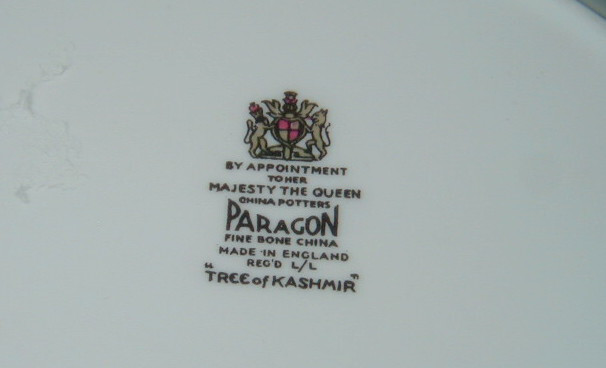 BY APPOINTMENT
TO HER
MAJESTY THE QUEEN
CHINA POTTERS
PARAGON
FINE BONE CHINA
MADE IN ENGLAND
REG'D L/L
"TREE of KASHMIR"